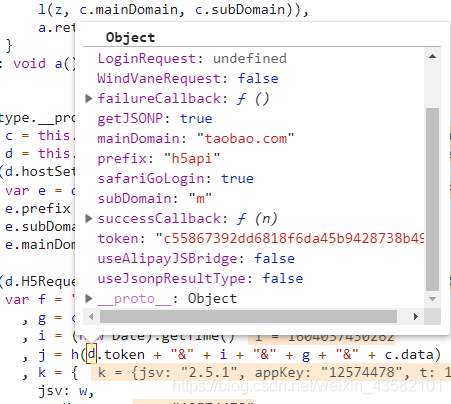 l(z, c.mainDomain, c.subDomain)),
a.ret
}
: void a()
Object
LoginRequest: undefined
WindVaneRequest: false
failureCallback: ƒ ()
getJSONP: true
mainDomain: "taobao.com"
prefix: "h5api"
safariGoLogin: true
subDomain: "m"
successCallback: ƒ (n)
token: "c55867392dd6818f6da45b9428738b49
useAlipayJSBridge: false
useJsonpResultType: false
__proto__: Object
type.__pro
c = this.
d = this.
(d.hostSet
var e = d
e.prefix
e.subDoma
e.mainDom
(d.H5Reque
var f = "
, g = c
, i = (new Date).getTime() i = 1604037430262
, j = h(d.token + "&" + i + "&" + g + "&" + c.data)
, k = { k = {jsv: "2.5.1", appKey: "12574478", t: 1
jsv: w,
https://blog.csdn.net/weixin_43582101